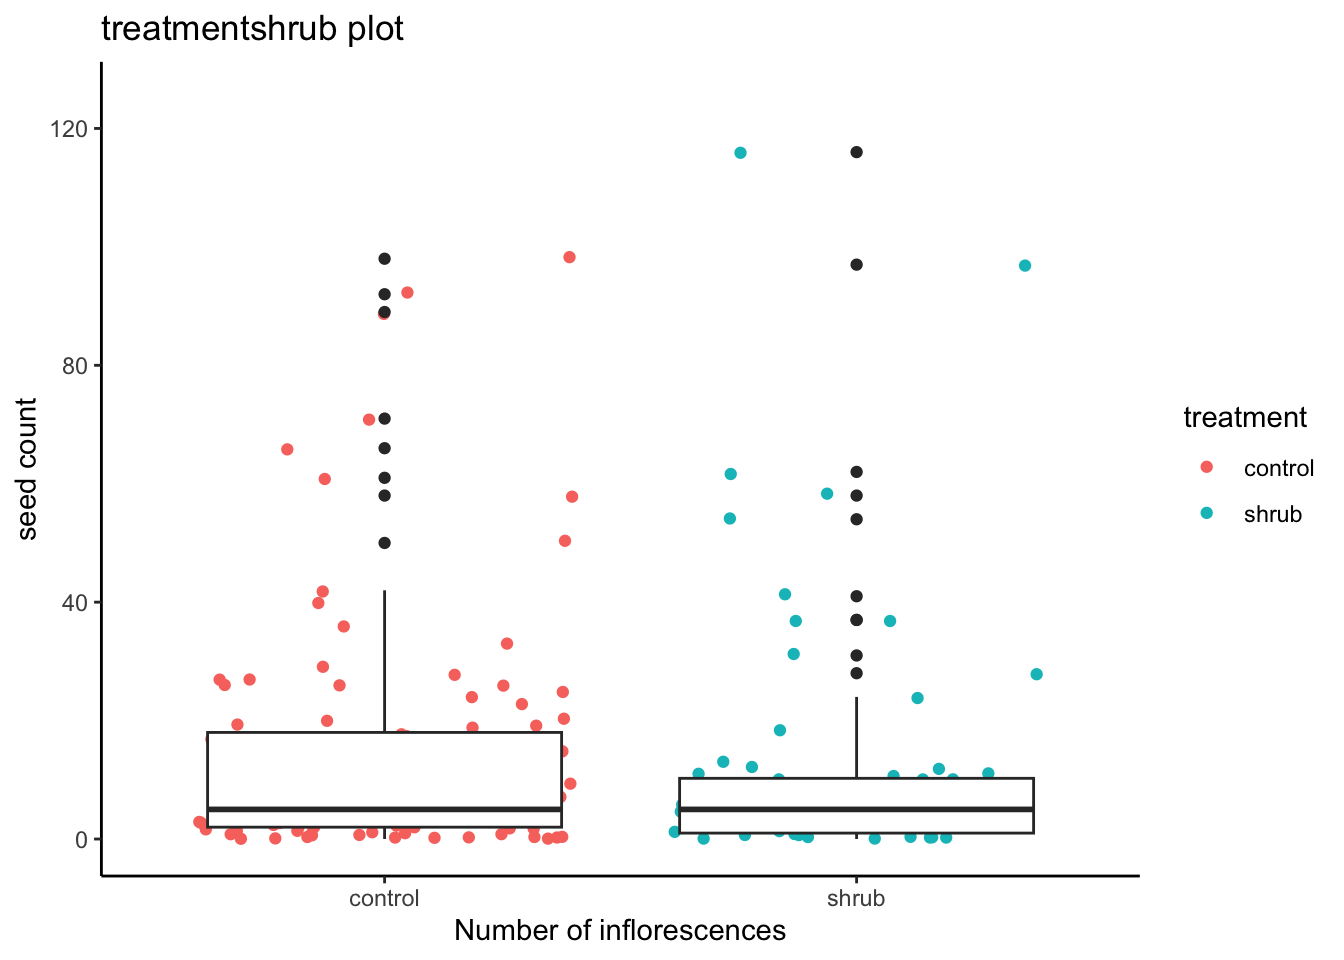 treatmentshrub plot
120
80
40
0
seed count
control
shrub
Number of inflorescences
treatment
control
shrub